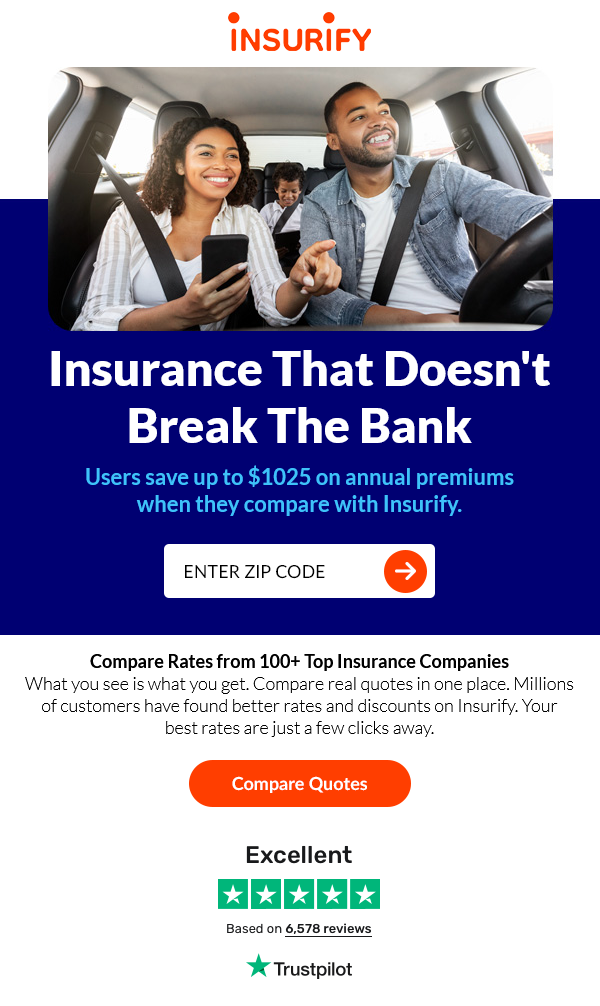 INSURIFY
Insurance That Doesn't
Break The Bank
Users save up to $1025 on annual premiums
when they compare with Insurify.
ENTER ZIP CODE
Compare Rates from 100+ Top Insurance Companies
What you see is what you get. Compare real quotes in one place. Millions
of customers have found better rates and discounts on Insurify. Your
best rates are just a few clicks away.
Compare Quotes
Excellent
Based on 6,578 reviews
Trustpilot